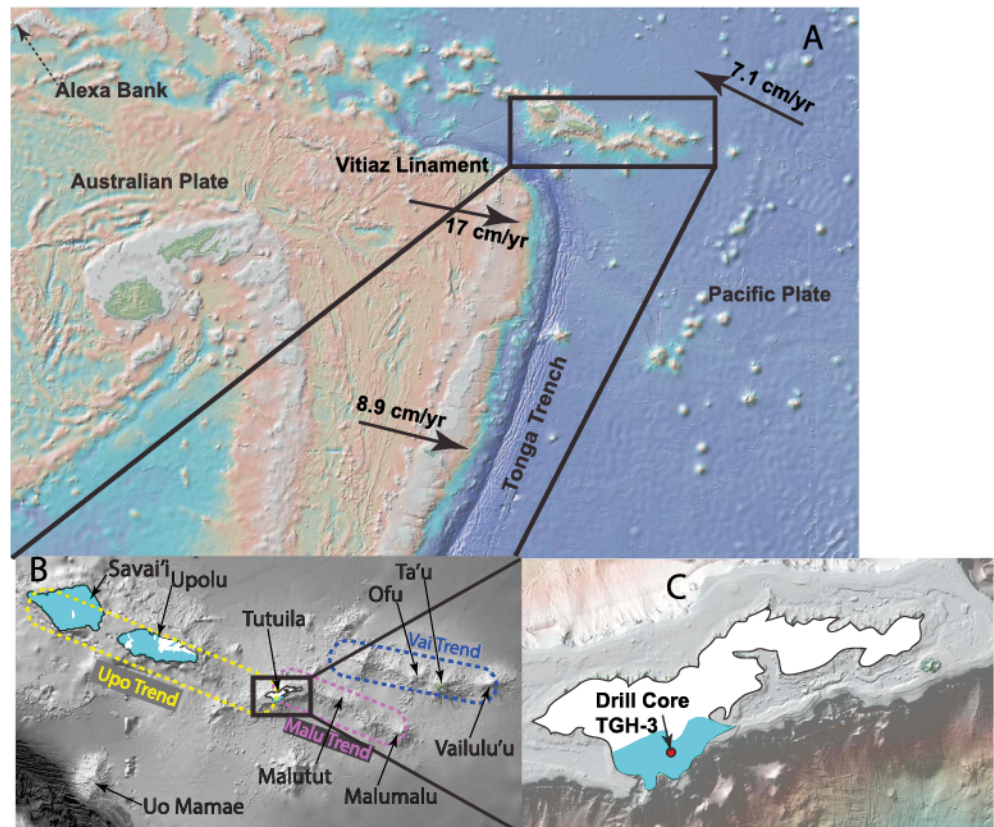 A
Alexa Bank
7.1 cm/yr
Vitiaz Linament
Australian Plate
17 cm/yr
Pacific Plate
8.9 cm/yr
Tonga Trench
B
Savai'i
Upolu
Ta'u
Ofu
Tutuila
Vai Trend
Upo Trend
Malu Trend
Vailulu'u
Malutut
Malumalu
Uo Mamae
C
Drill Core
TGH-3